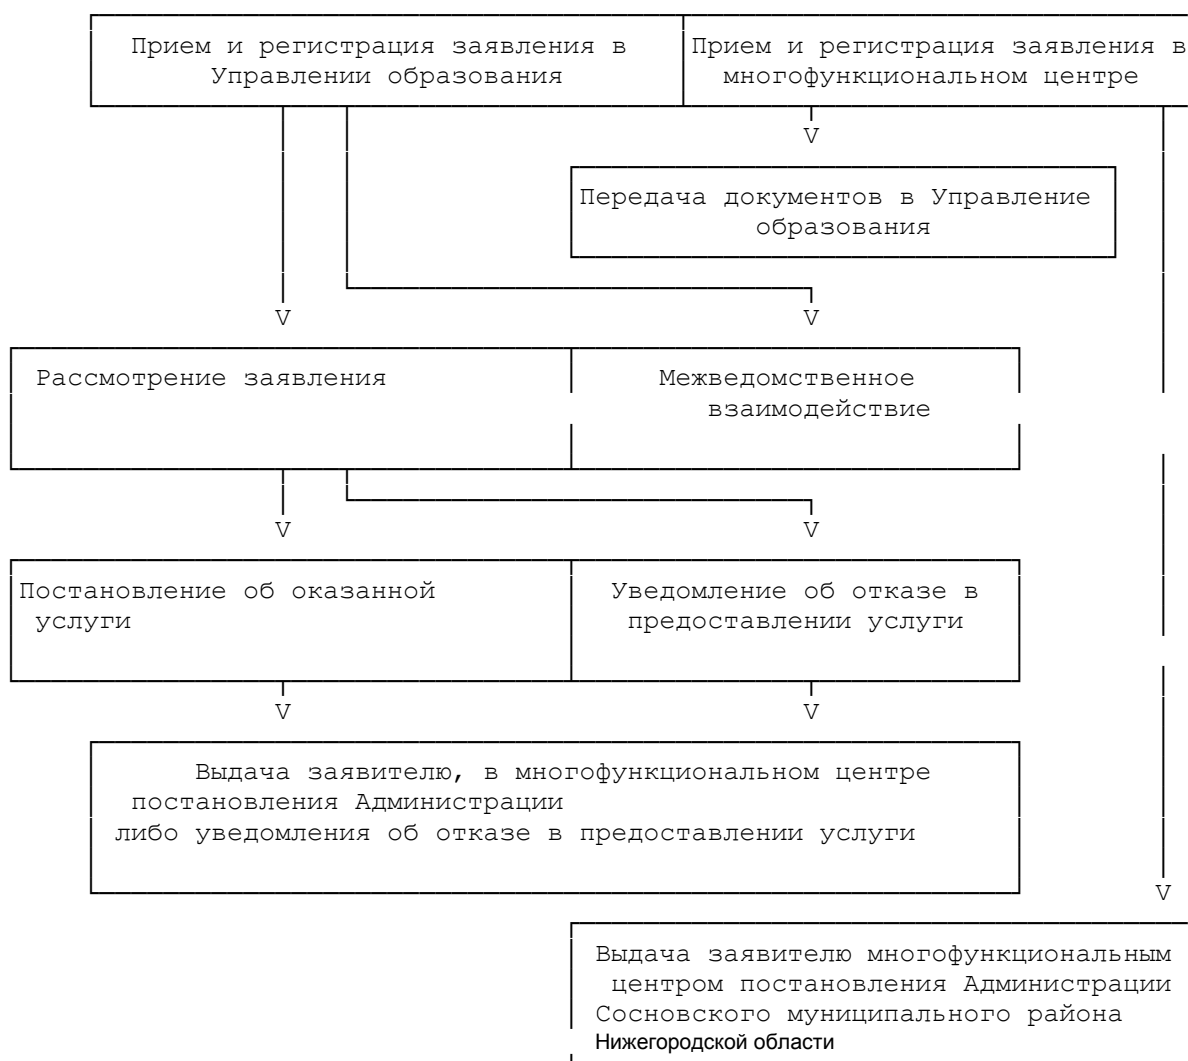 Прием и регистрация заявления в
Управлении образования
Прием и регистрация заявления в
многофункциональном центре
V
Передача документов в Управление
образования
V
V
Рассмотрение заявления
Межведомственное
взаимодействие
V
V
Постановление об оказанной
услуги
Уведомление об отказе в
предоставлении услуги
V
V
Выдача заявителю, в многофункциональном центре
постановления Администрации
либо уведомления об отказе в предоставлении услуги
V
Выдача заявителю многофункциональным
центром постановления Администрации
Сосновского муниципального района
Нижегородской области